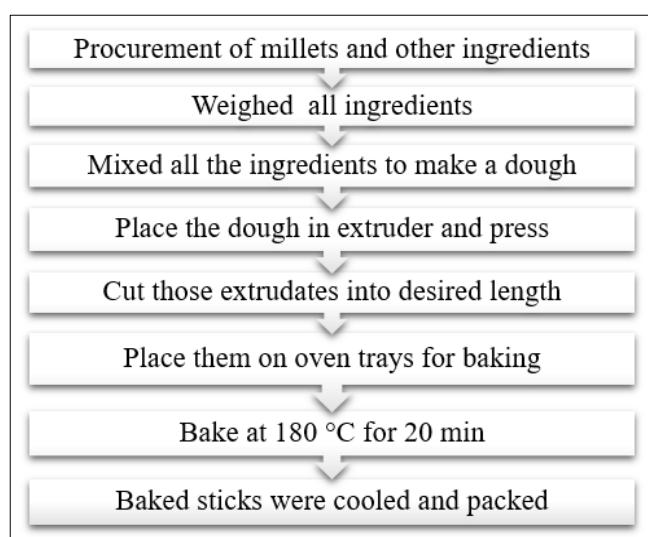 Procurement of millets and other ingredients
Weighed all ingredients
Mixed all the ingredients to make a dough
Place the dough in extruder and press
Cut those extrudates into desired length
Place them on oven trays for baking
Bake at 180 °C for 20 min
Baked sticks were cooled and packed